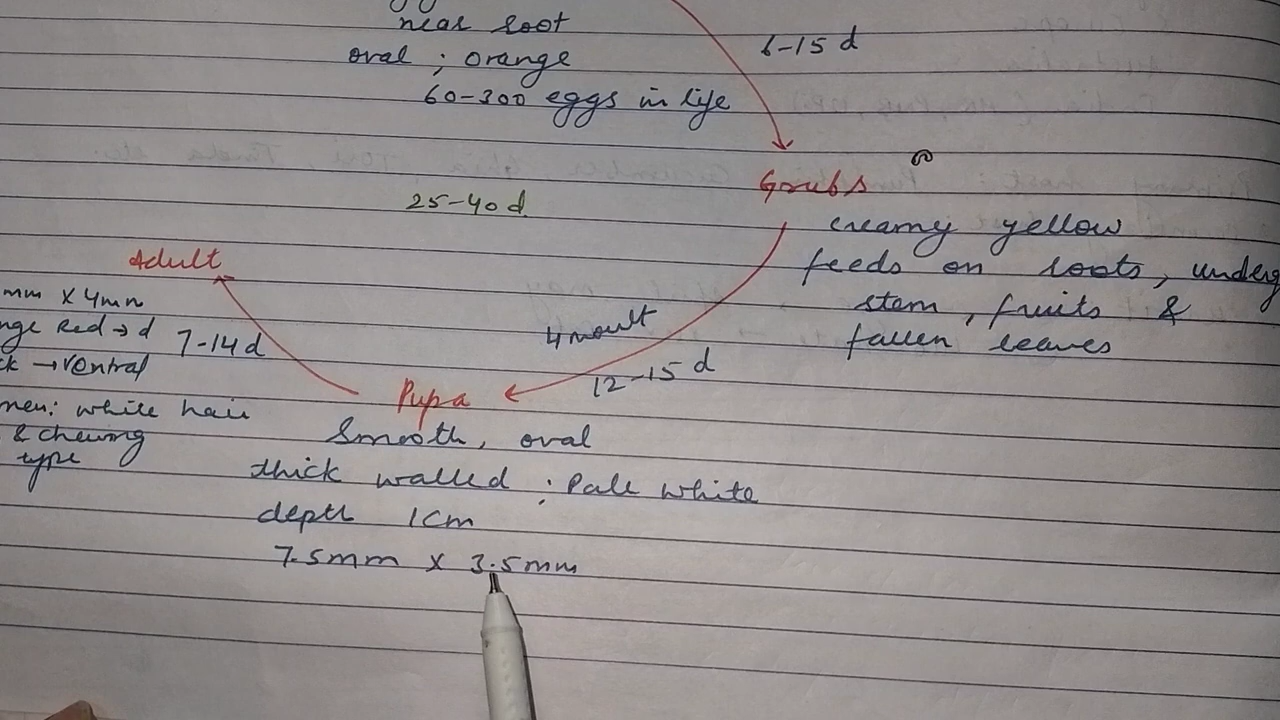 near root
oval ; orange
60-300 eggs in life
6-15 d
Grubs
creamy yellow
feeds on roots, underg
stem, fruits &
fallen leaves
25-40 d
4 moult
12-15 d
Adult
mm x 4mm
nge Red → d
ck → ventral
7-14 d
men: white hair
& chewing
type
Pupa
Smooth, oval
thick walled ; Pale white
depth 1cm
7.5mm x 3.5mm